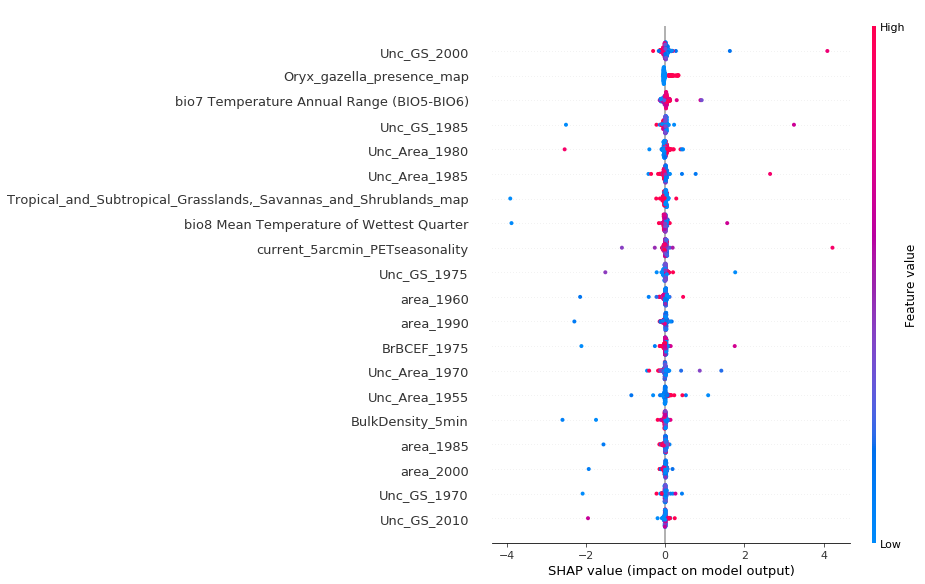 High
Unc_GS_2000
Oryx_gazella_presence_map
bio7 Temperature Annual Range (BIO5-BIO6)
Unc_GS_1985
Unc_Area_1980
Unc_Area_1985
Tropical_and_Subtropical_Grasslands,_Savannas_and_Shrublands_map
bio8 Mean Temperature of Wettest Quarter
current_5arcmin_PETseasonality
Unc_GS_1975
area_1960
area_1990
BrBCEF_1975
Unc_Area_1970
Unc_Area_1955
BulkDensity_5min
area_1985
area_2000
Unc_GS_1970
Unc_GS_2010
Feature value
Low
−4 −2 0 2 4
SHAP value (impact on model output)